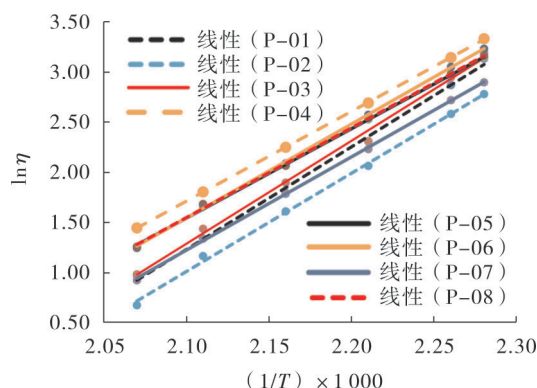 3.50
3.00
2.50
2.00
1.50
1.00
0.50
lnη
线性（P-01）
线性（P-02）
线性（P-03）
线性（P-04）
线性（P-05）
线性（P-06）
线性（P-07）
线性（P-08）
2.05 2.10 2.15 2.20 2.25 2.30
(1/T) ×1 000